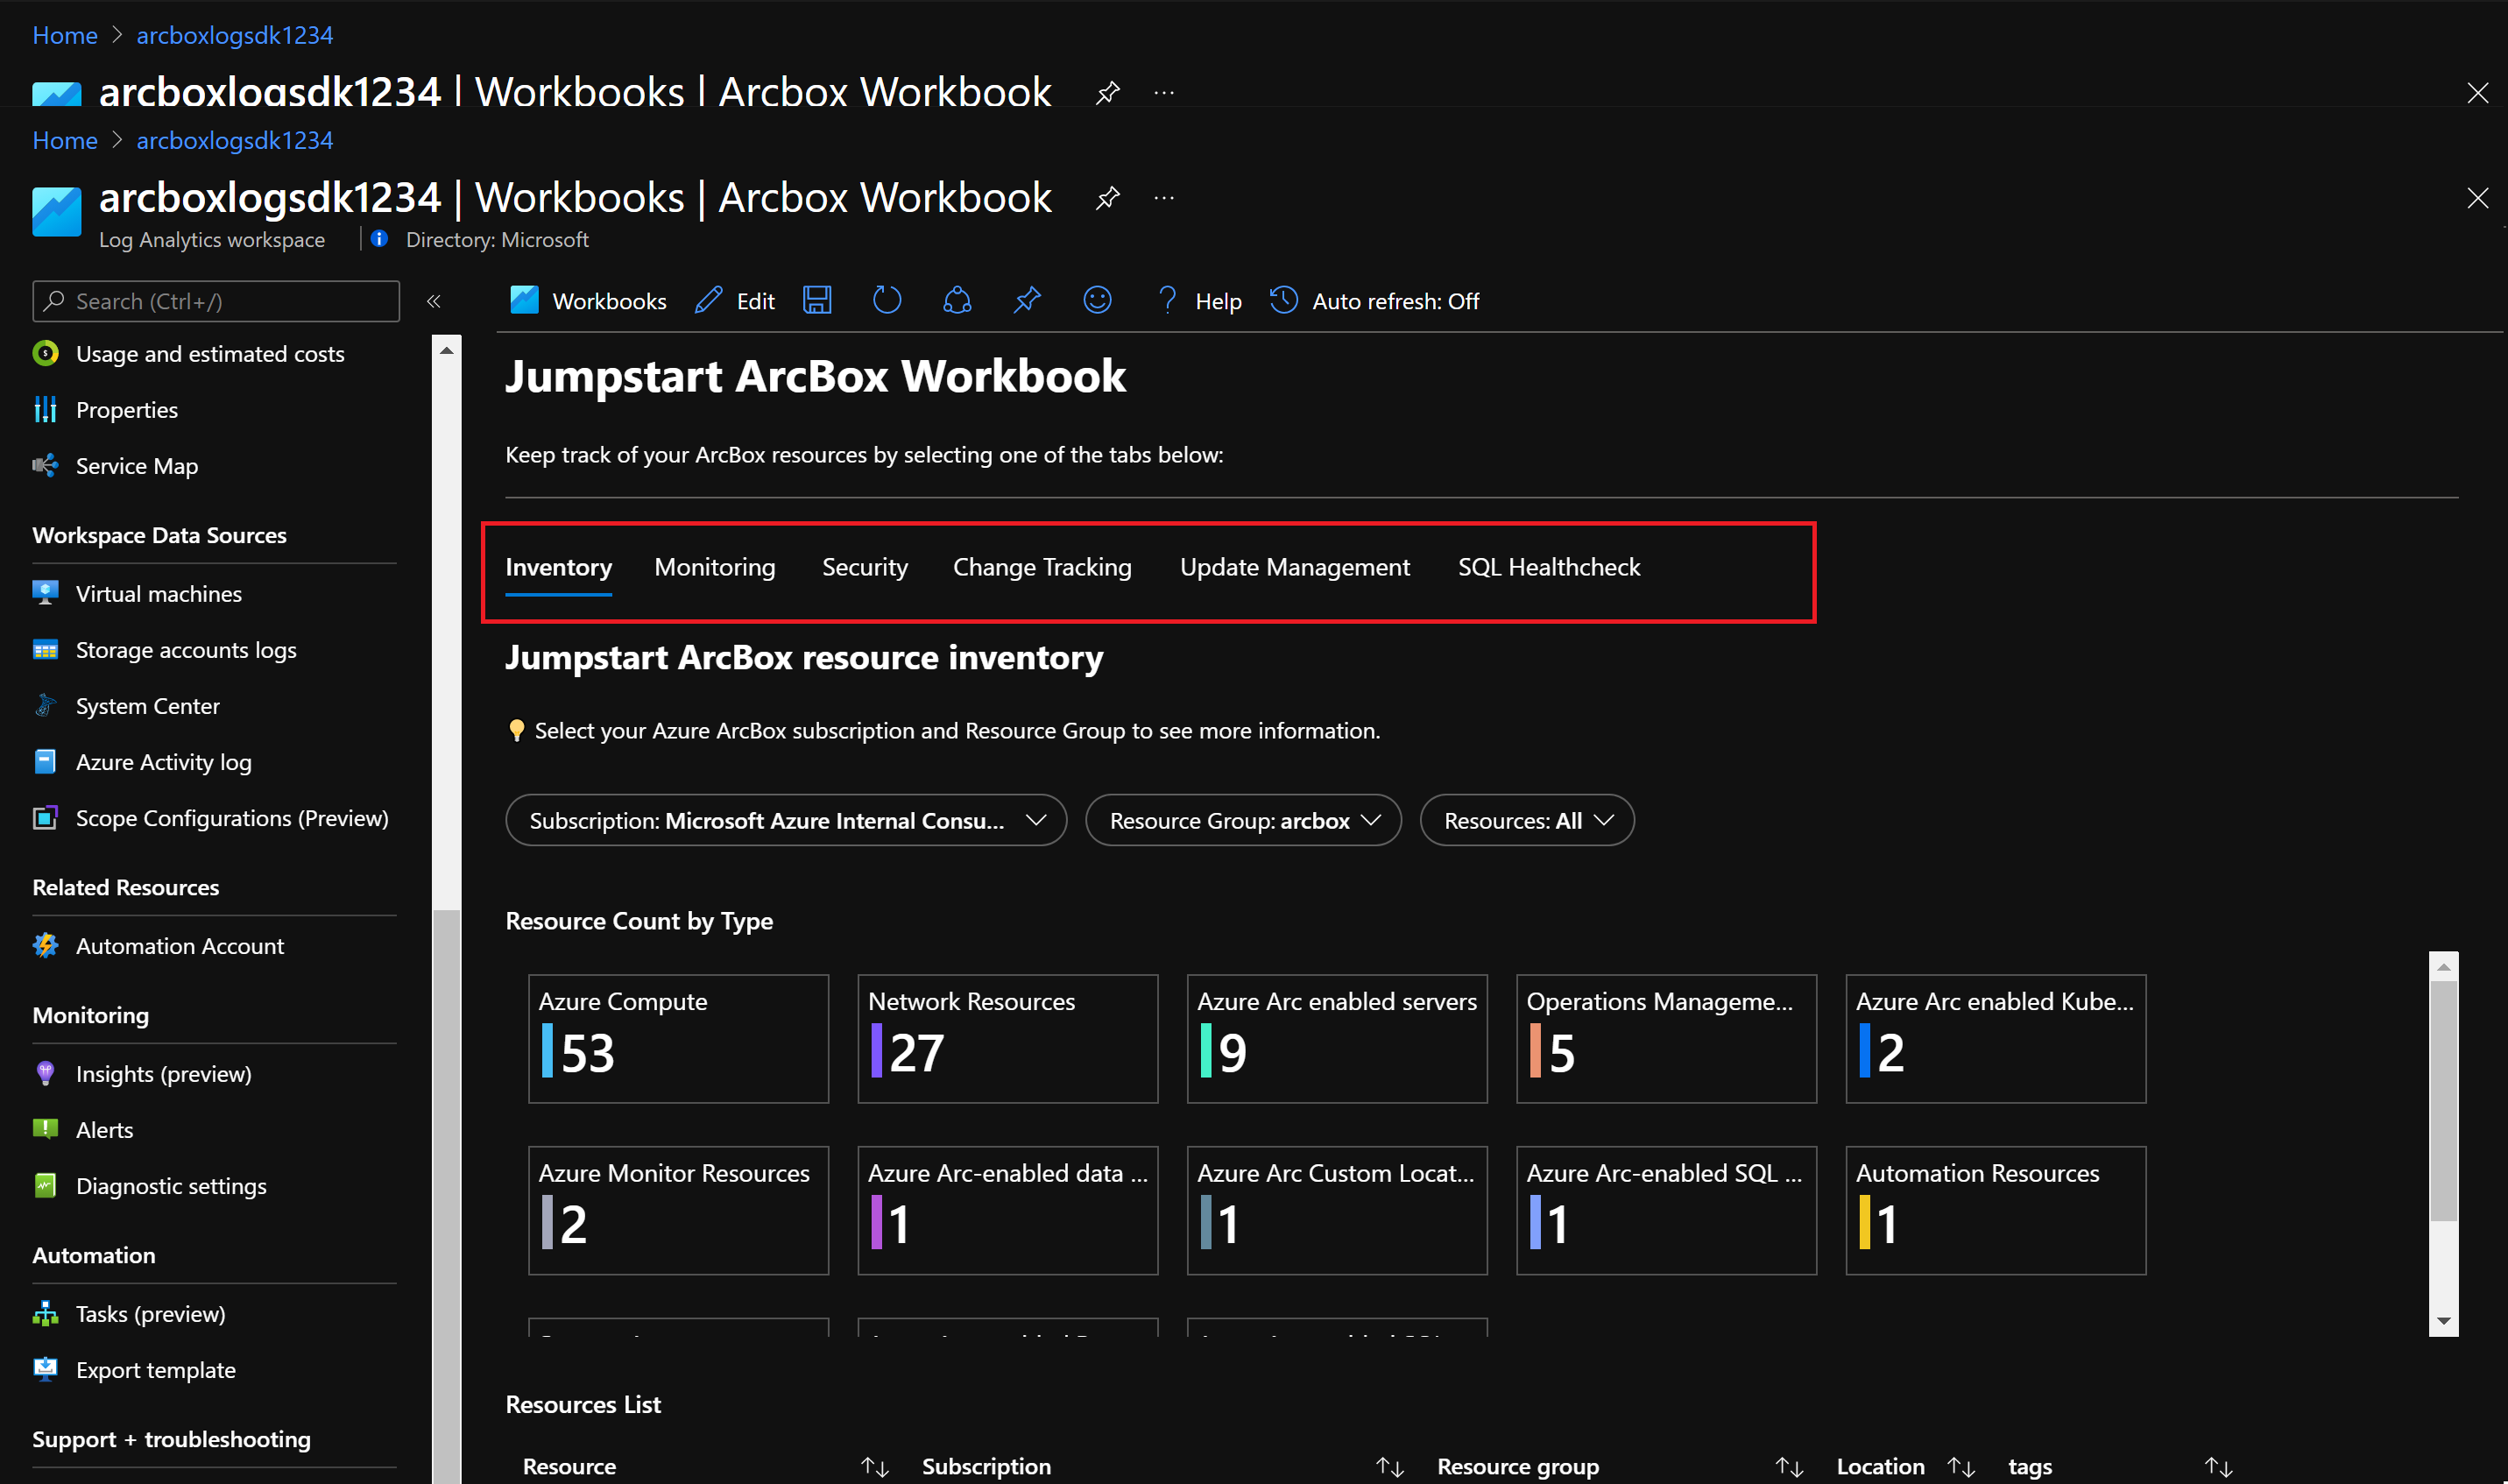 Home > arcboxlogsdk1234
arcboxlogsdk1234 | Workbooks | Arcbox Workbook ...
Home > arcboxlogsdk1234
arcboxlogsdk1234 | Workbooks | Arcbox Workbook ...
Log Analytics workspace | Directory: Microsoft
Search (Ctrl+/) «
Workbooks Edit Help Auto refresh: Off
Usage and estimated costs
Properties
Service Map
Workspace Data Sources
Virtual machines
Storage accounts logs
System Center
Azure Activity log
Scope Configurations (Preview)
Related Resources
Automation Account
Monitoring
Insights (preview)
Alerts
Diagnostic settings
Automation
Tasks (preview)
Export template
Support + troubleshooting
Jumpstart ArcBox Workbook
Keep track of your ArcBox resources by selecting one of the tabs below:
Inventory Monitoring Security Change Tracking Update Management SQL Healthcheck
Jumpstart ArcBox resource inventory
Select your Azure ArcBox subscription and Resource Group to see more information.
Subscription: Microsoft Azure Internal Consu... Resource Group: arcbox Resources: All
Resource Count by Type
Azure Compute
53
Network Resources
27
Azure Arc enabled servers
9
Operations Manageme...
5
Azure Arc enabled Kube...
2
Azure Monitor Resources
2
Azure Arc-enabled data ...
1
Azure Arc Custom Locat...
1
Azure Arc-enabled SQL ...
1
Automation Resources
1
Resources List
Resource ↑↓ Subscription ↑↓ Resource group ↑↓ Location ↑↓ tags ↑↓